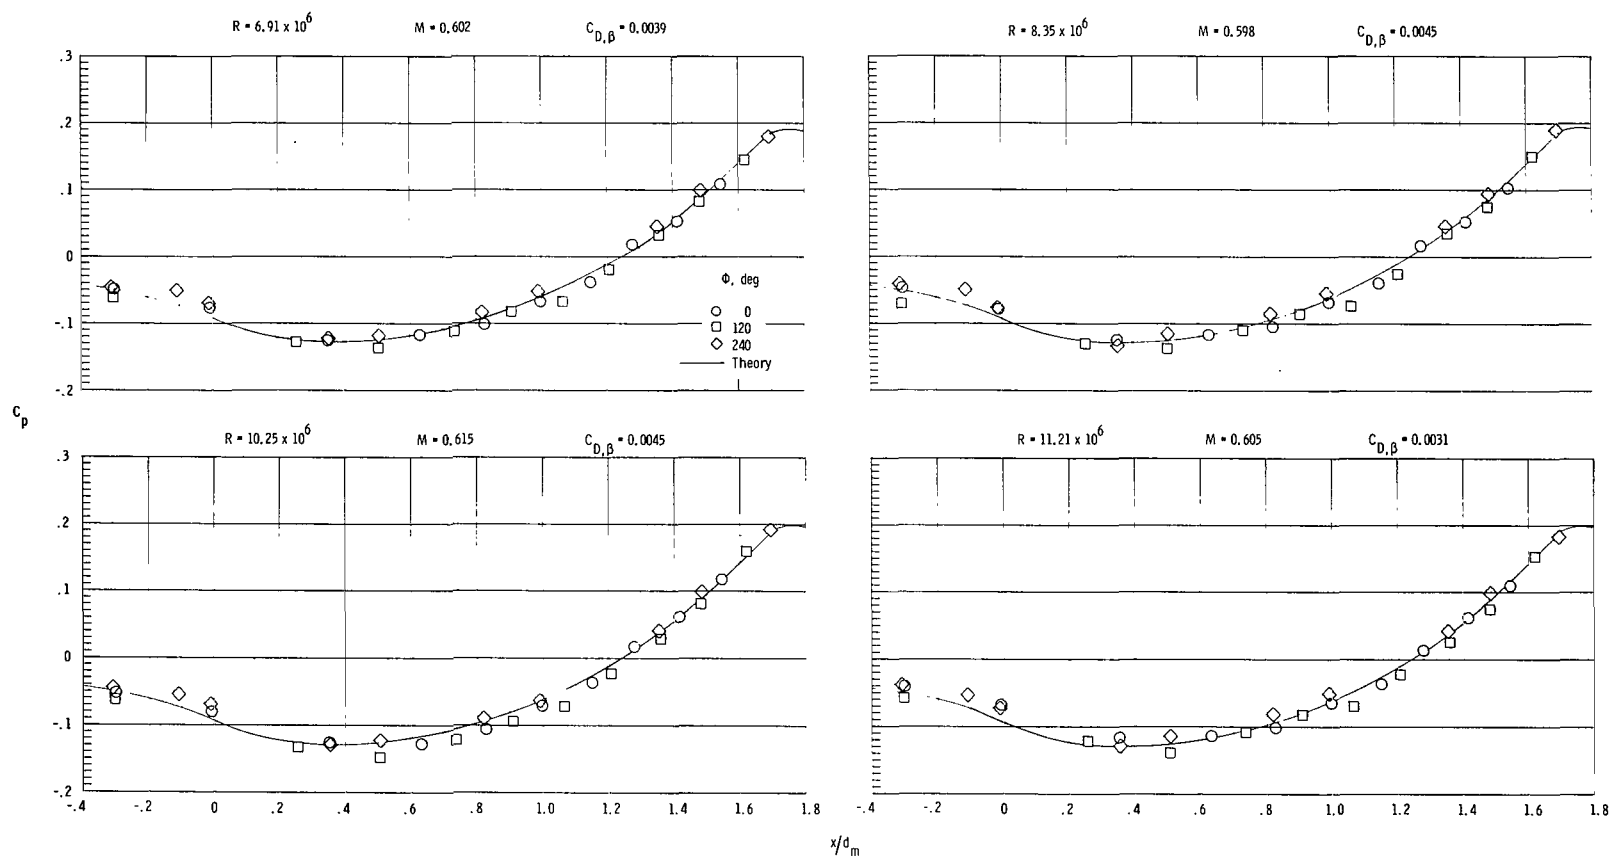 R = 6.91 x 10^6 M = 0.602 C_D,β = 0.0039
R = 8.35 x 10^6 M = 0.598 C_D,β = 0.0045
.3
.2
.1
0
-.1
-.2
Φ, deg
0
120
240
Theory
C_p
R = 10.25 x 10^6 M = 0.615 C_D,β = 0.0045
R = 11.21 x 10^6 M = 0.605 C_D,β = 0.0031
.3
.2
.1
0
-.1
-.2
-.4 -.2 0 .2 .4 .6 .8 1.0 1.2 1.4 1.6 1.8
-.4 -.2 0 .2 .4 .6 .8 1.0 1.2 1.4 1.6 1.8
x/d_m